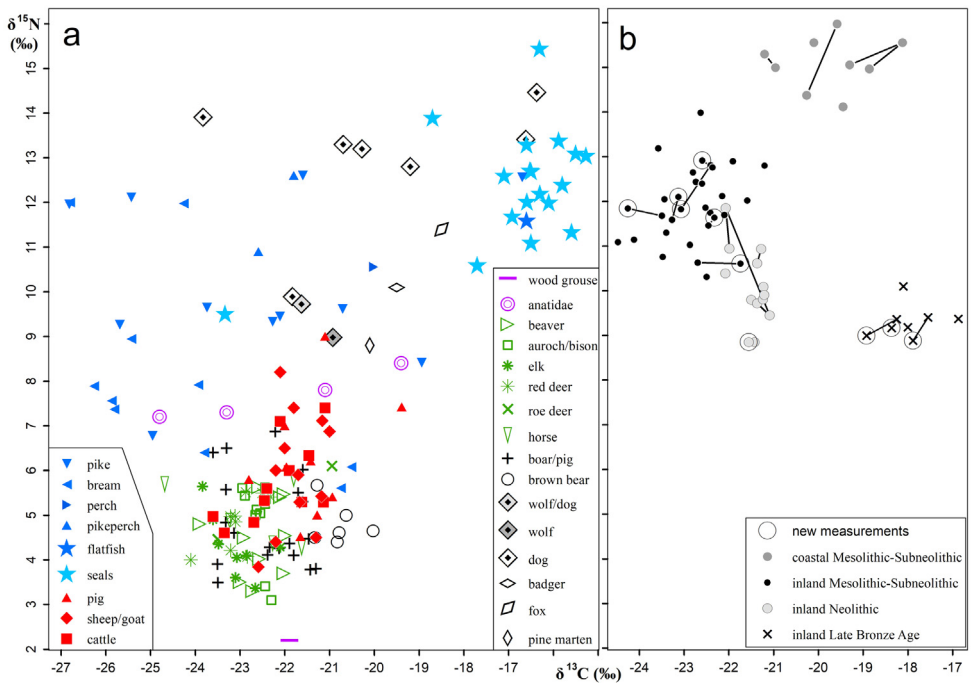 δ¹⁵N
(‰)
a
b
15
14
13
12
11
10
9
8
7
6
5
4
3
2
wood grouse
anatidae
beaver
auroch/bison
elk
red deer
roe deer
horse
boar/pig
brown bear
wolf/dog
wolf
dog
badger
fox
pine marten
pike
bream
perch
pikeperch
flatfish
seals
pig
sheep/goat
cattle
new measurements
coastal Mesolithic-Subneolithic
inland Mesolithic-Subneolithic
inland Neolithic
inland Late Bronze Age
-27 -26 -25 -24 -23 -22 -21 -20 -19 -17 -15 -24 -23 -22 -21 -20 -19 -18 -17
δ ¹³C (‰)